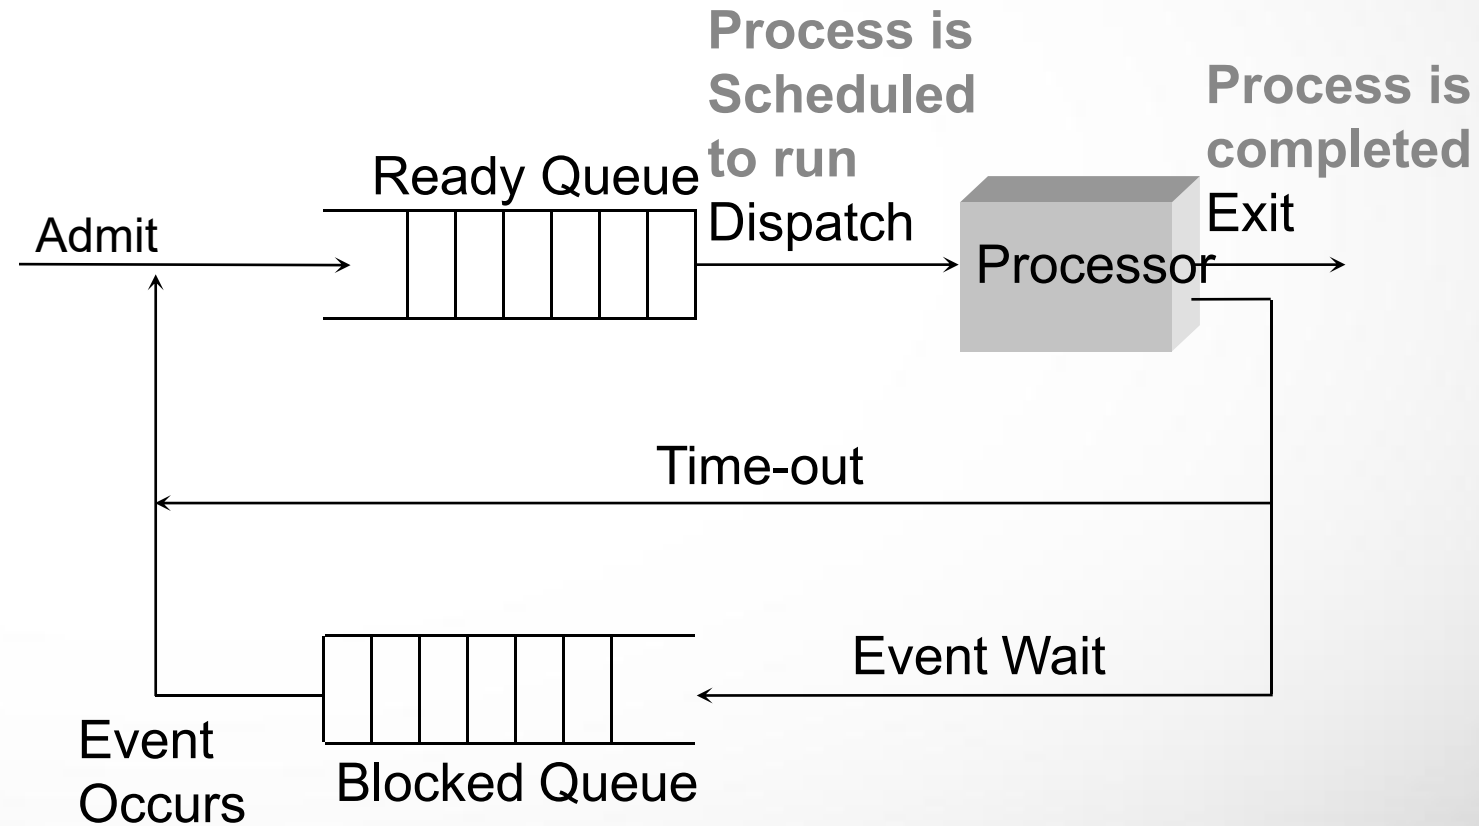 Process is
Scheduled
to run
Process is
completed
Ready Queue
Dispatch
Exit
Admit
Processor
Time-out
Event Wait
Event
Occurs
Blocked Queue